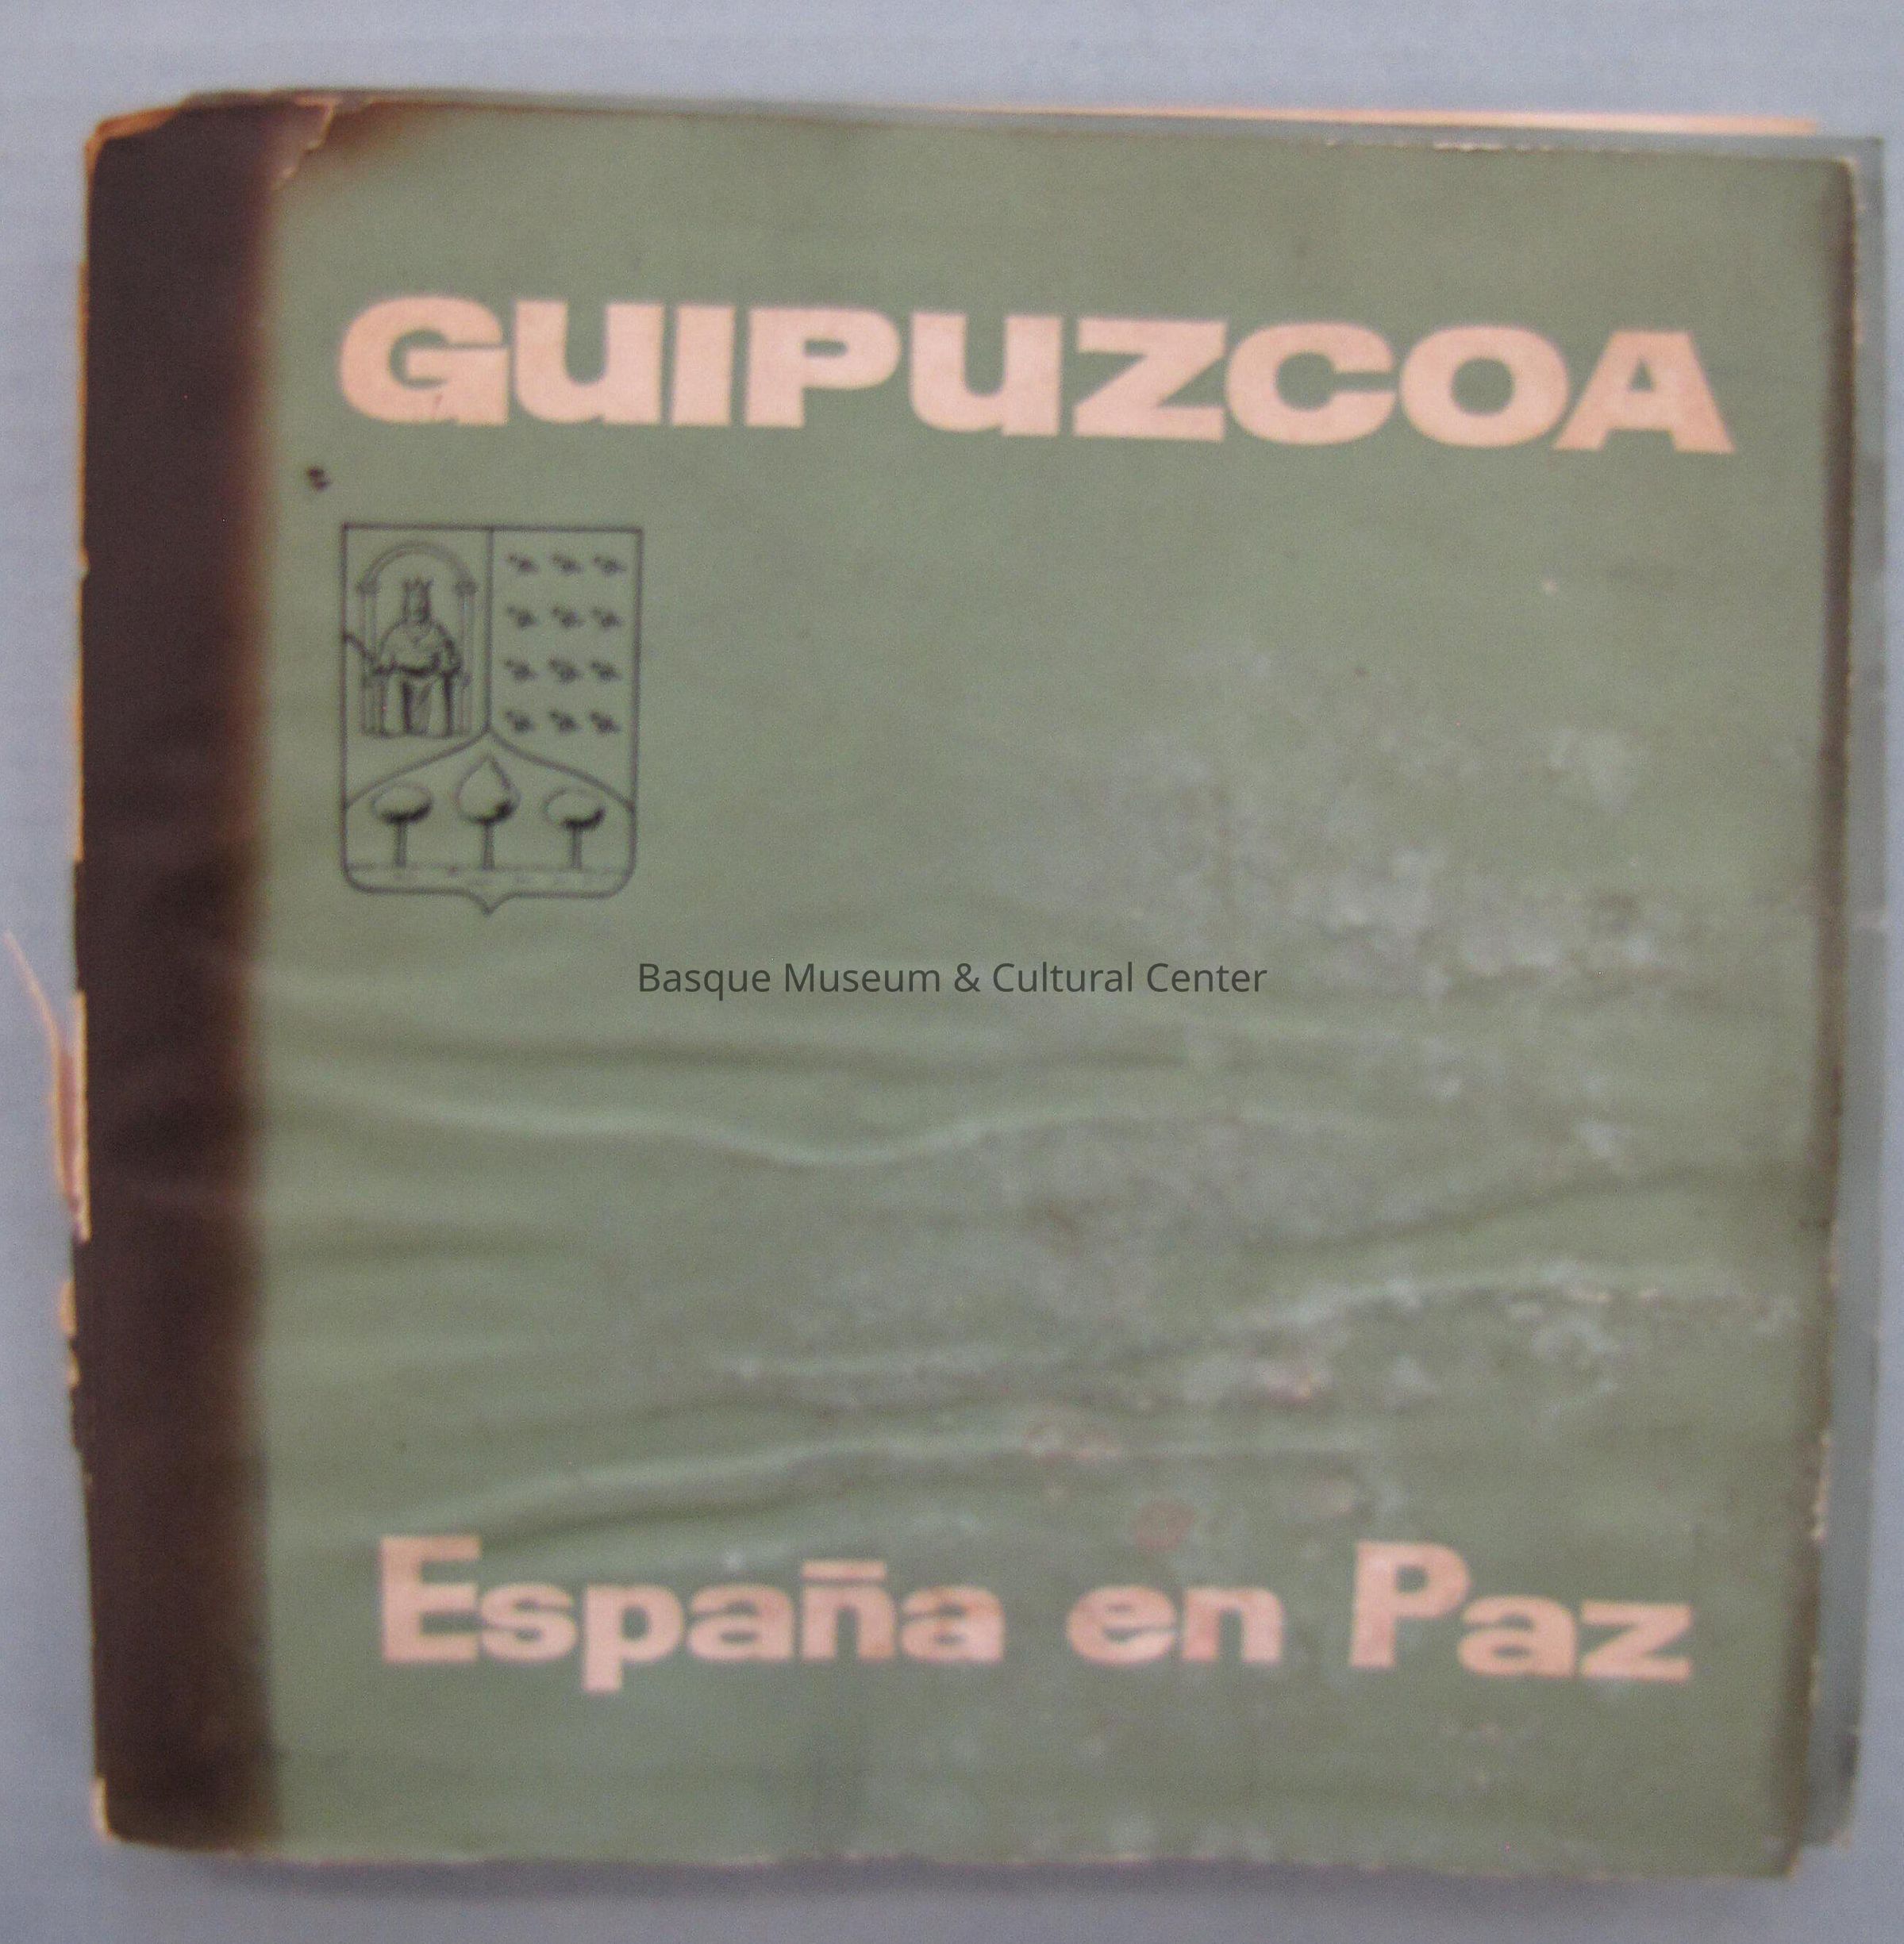 GUIPUZCOA
Basque Museum & Cultural Center
España en Paz